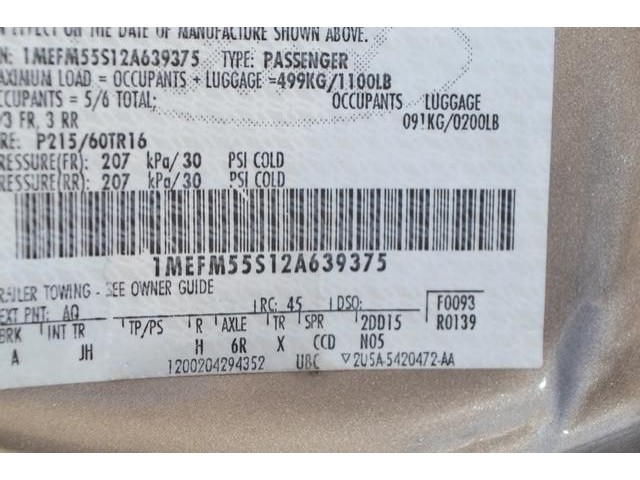 EFFECT ON THE DATE OF MANUFACTURE SHOWN ABOVE.
N: 1MEFM55S12A639375 TYPE: PASSENGER
AXIMUM LOAD = OCCUPANTS + LUGGAGE =499KG/1100LB
CCUPANTS = 5/6 TOTAL; OCCUPANTS LUGGAGE
/3 FR, 3 RR 091KG/0200LB
RE: P215/60TR16
RESSURE(FR): 207 kPa/30 PSI COLD
RESSURE(RR): 207 kPa/30 PSI COLD
1MEFM55S12A639375
RAILER TOWING - SEE OWNER GUIDE
RC: 45 DSO: F0093
EXT PNT: AQ R0139
BRK INT TR TP/PS R AXLE TR SPR 2DD15
A JH H 6R X CCD N05
1200204294352 UBC ▽2U5A-5420472-AA